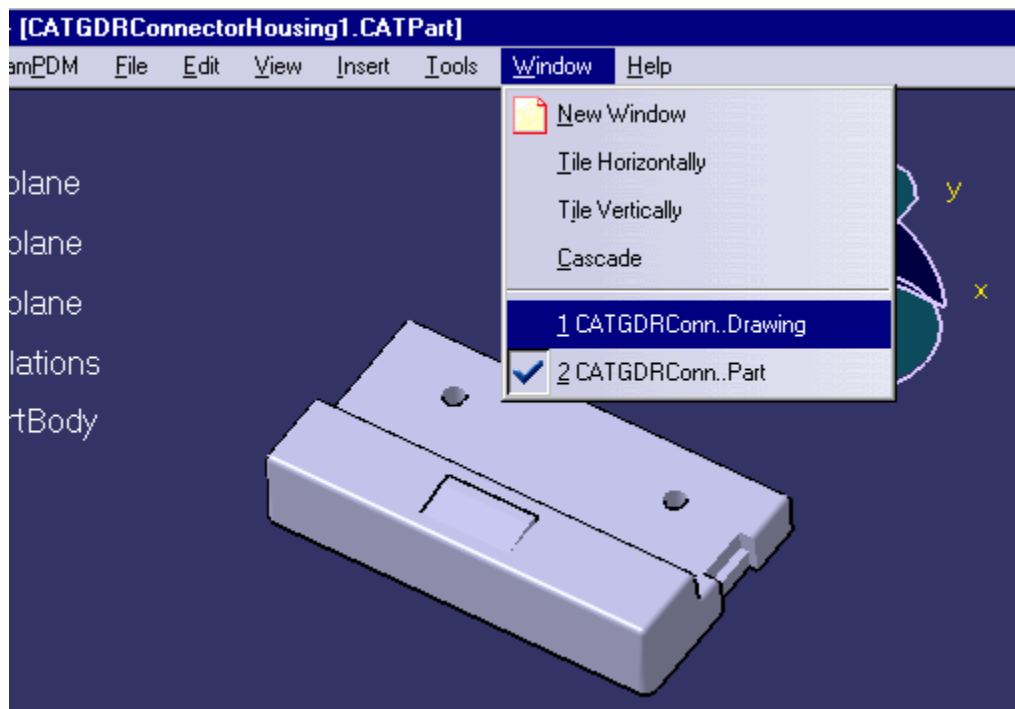 [CATGDRConnectorHousing1.CATPart]
amPDM File Edit View Insert Tools Window Help
New Window
Tile Horizontally
Tile Vertically
Cascade
1 CATGDRConn..Drawing
2 CATGDRConn..Part
plane
plane
plane
lations
rtBody
y
x